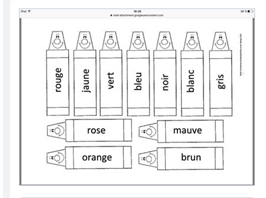 rouge
jaune
vert
bleu
noir
blanc
gris
rose
mauve
orange
brun